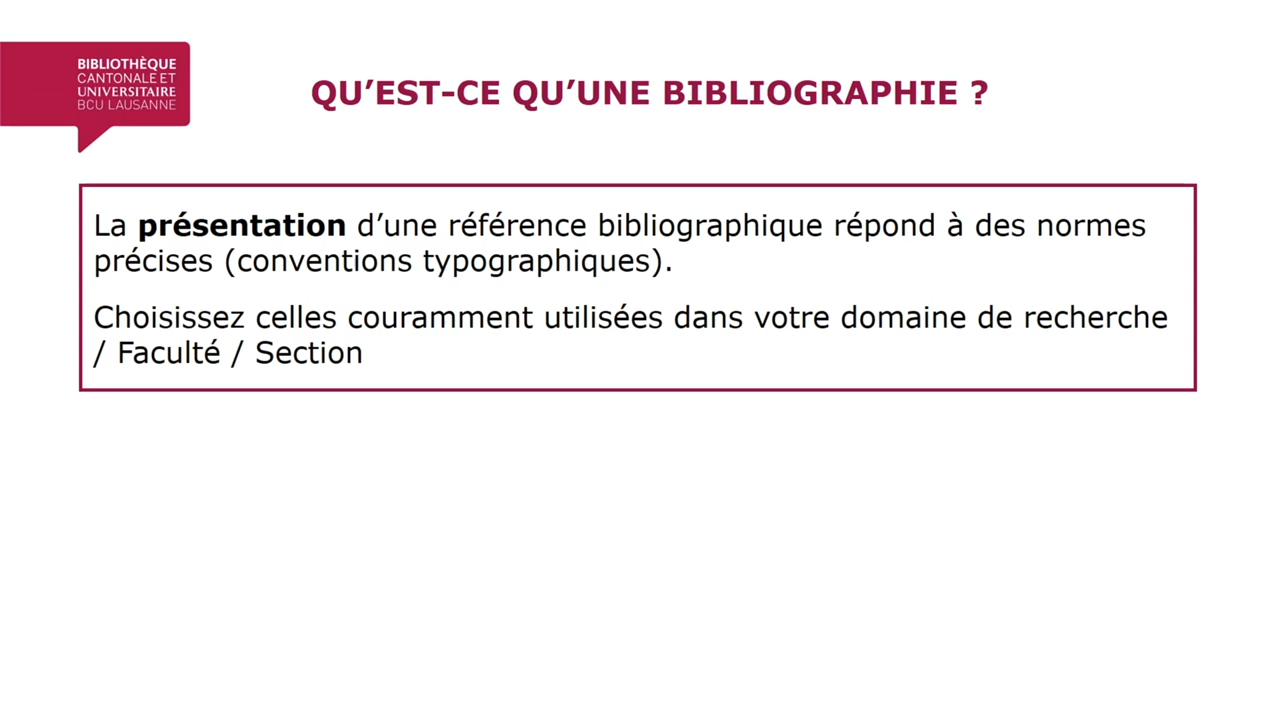 BIBLIOTHÈQUE
CANTONALE ET
UNIVERSITAIRE
BCU LAUSANNE
QU’EST-CE QU’UNE BIBLIOGRAPHIE ?
La présentation d’une référence bibliographique répond à des normes
précises (conventions typographiques).
Choisissez celles couramment utilisées dans votre domaine de recherche
/ Faculté / Section